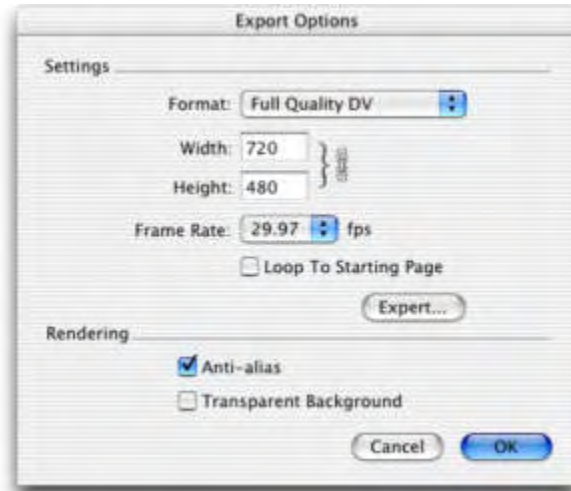 Export Options
Settings
Format: Full Quality DV
Width: 720
Height: 480
Frame Rate: 29.97 fps
Loop To Starting Page
Expert...
Rendering
Anti-alias
Transparent Background
Cancel OK